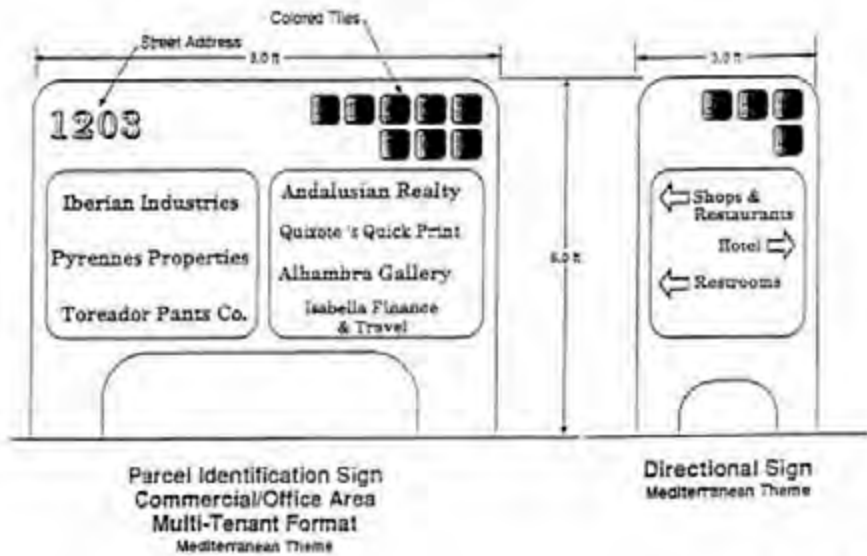 Colored Tiles
Street Address
8.0 ft
3.0 ft
1203
Iberian Industries
Pyrennes Properties
Toreador Pants Co.
Andalusian Realty
Quixote 's Quick Print
Alhambra Gallery
Isabella Finance
& Travel
6.0 ft
Shops &
Restaurants
Hotel
Restrooms
Parcel Identification Sign
Commercial/Office Area
Multi-Tenant Format
Mediterranean Theme
Directional Sign
Mediterranean Theme